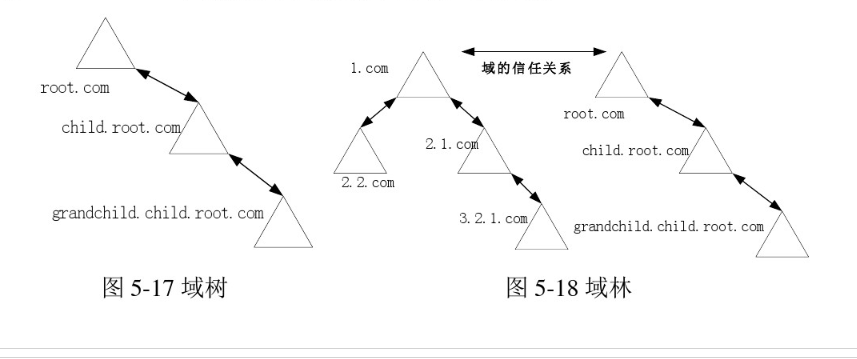 root.com
child.root.com
grandchild.child.root.com
图 5-17 域树
1.com
域的信任关系
2.1.com
2.2.com
3.2.1.com
root.com
child.root.com
grandchild.child.root.com
图 5-18 域林